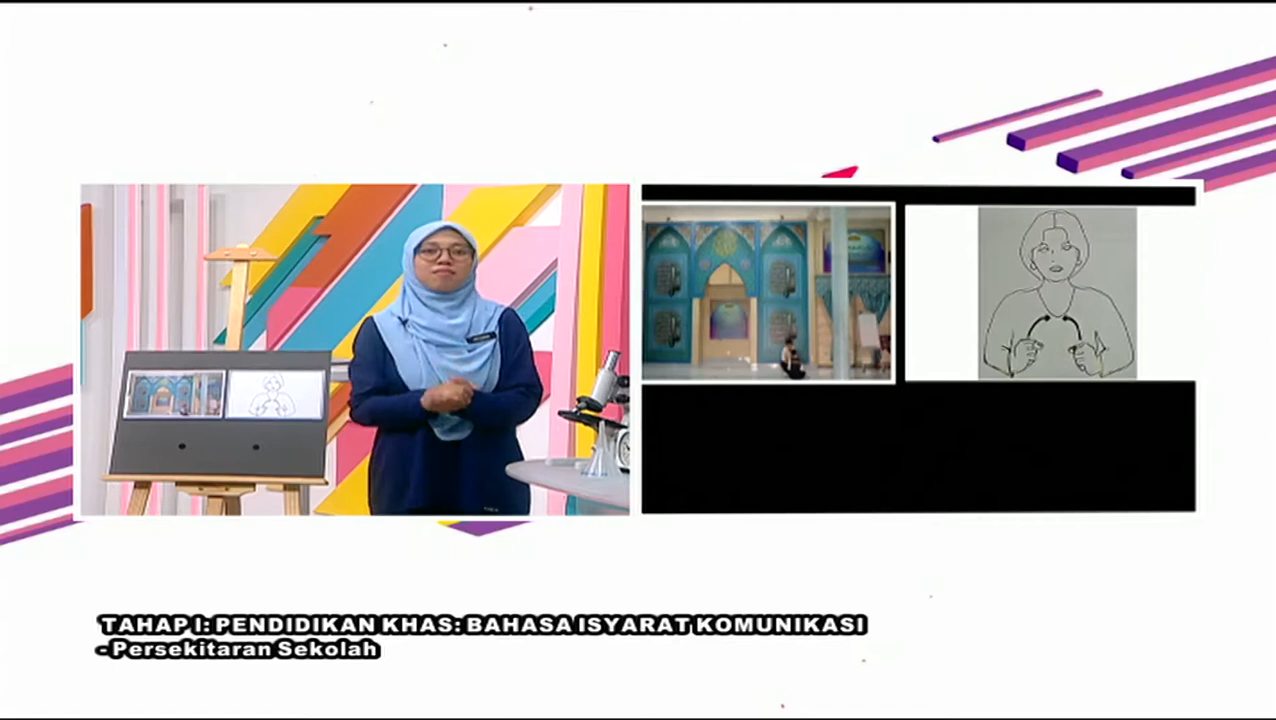 TAHAP I: PENDIDIKAN KHAS: BAHASA ISYARAT KOMUNIKASI
- Persekitaran Sekolah